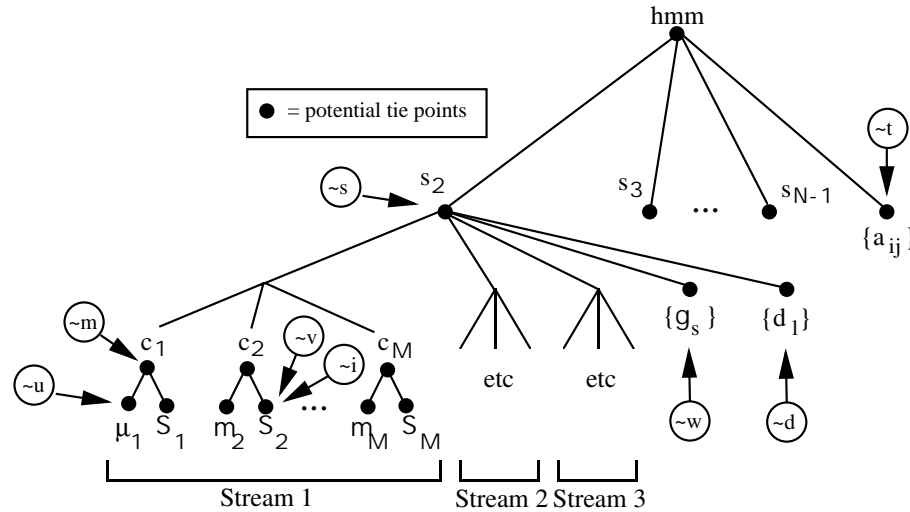 hmm
= potential tie points
~t
~s
s2
s3
...
sN-1
{aij}
~m
c1
c2
~v
~i
cM
{gs}
{dl}
~u
etc
etc
μ1
S1
m2
S2
...
mM
SM
~w
~d
Stream 1
Stream 2
Stream 3